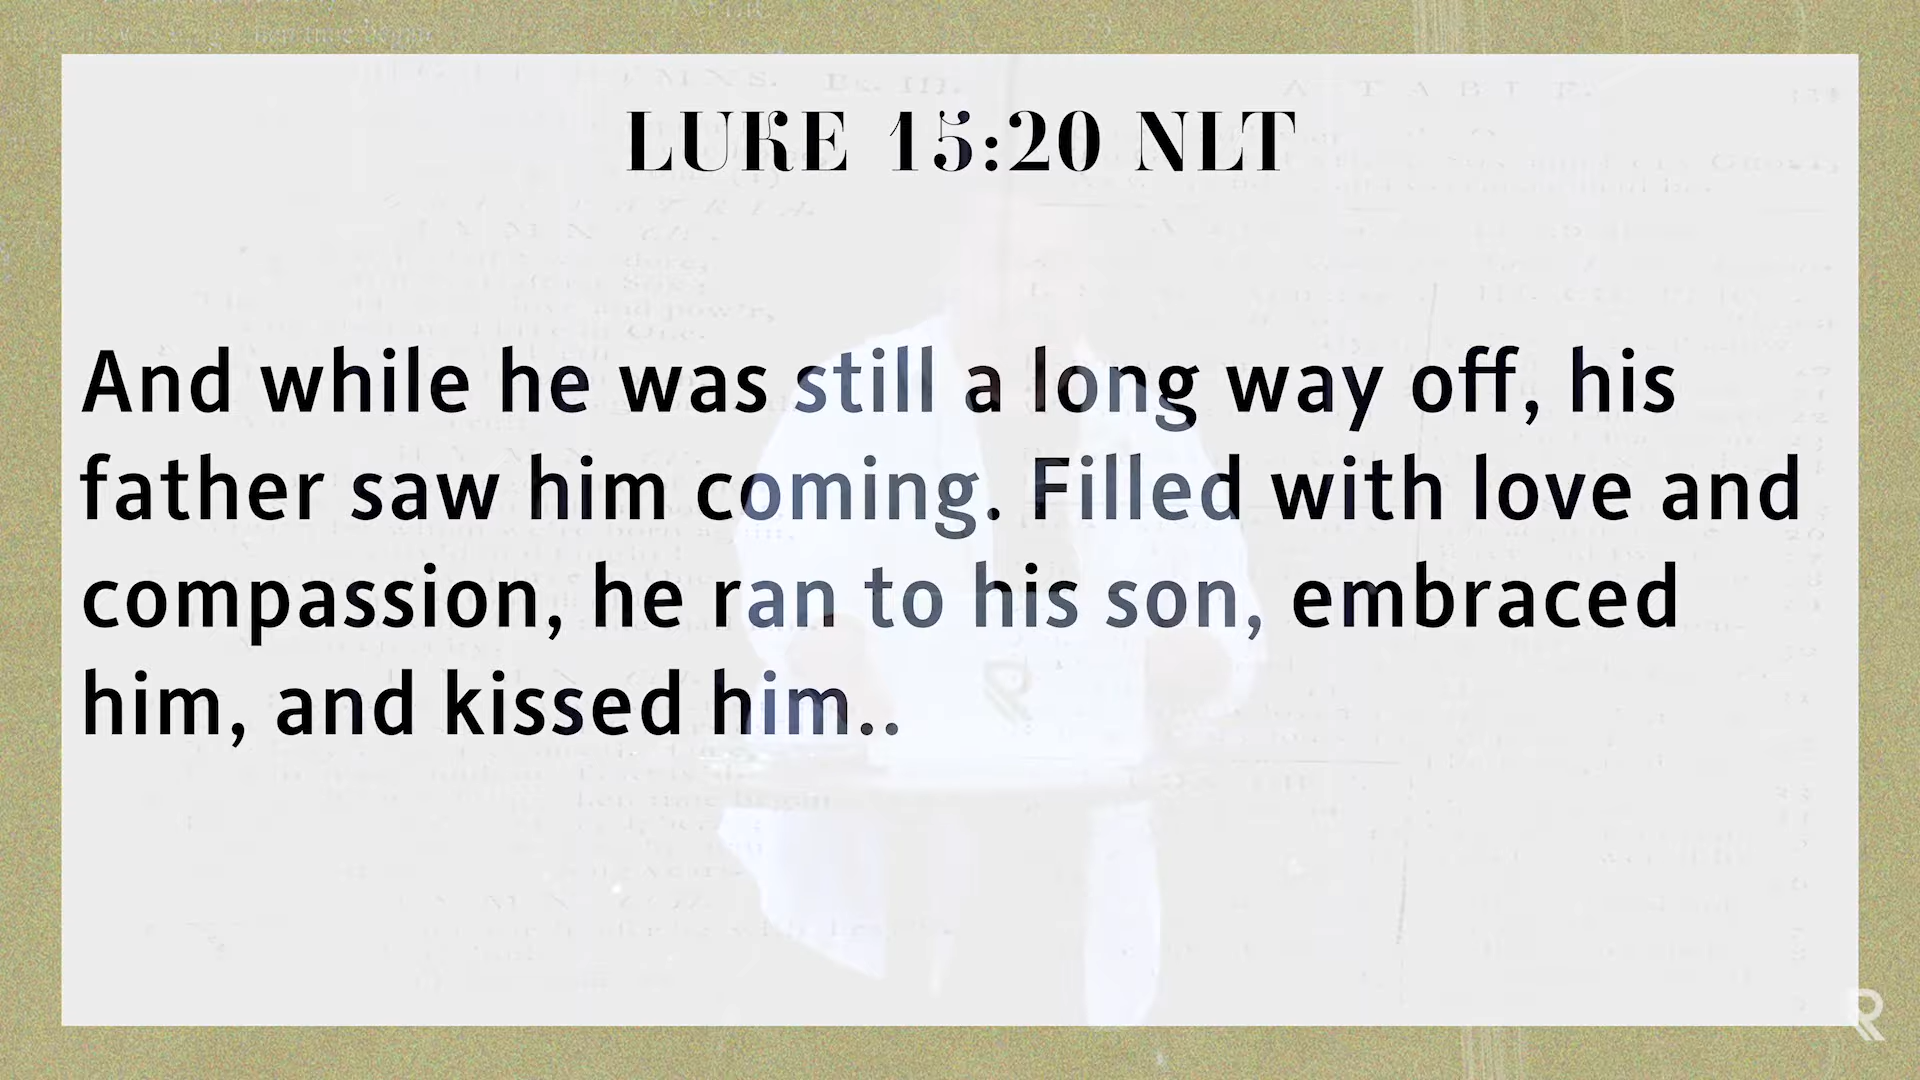 LUKE 15:20 NLT
And while he was still a long way off, his
father saw him coming. Filled with love and
compassion, he ran to his son, embraced
him, and kissed him..